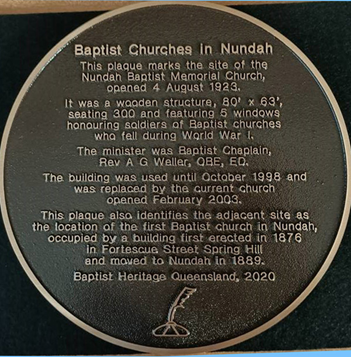 Baptist Churches in Nundah
This plaque marks the site of the
Nundah Baptist Memorial Church,
opened 4 August 1923.
It was a wooden structure, 80' x 63',
seating 300 and featuring 5 windows
honouring soldiers of Baptist churches
who fell during World War I.
The minister was Baptist Chaplain,
Rev A G Weller, OBE, ED.
The building was used until October 1998 and
was replaced by the current church
opened February 2003.
This plaque also identifies the adjacent site as
the location of the first Baptist church in Nundah,
occupied by a building first erected in 1876
in Fortescue Street Spring Hill
and moved to Nundah in 1889.
Baptist Heritage Queensland, 2020